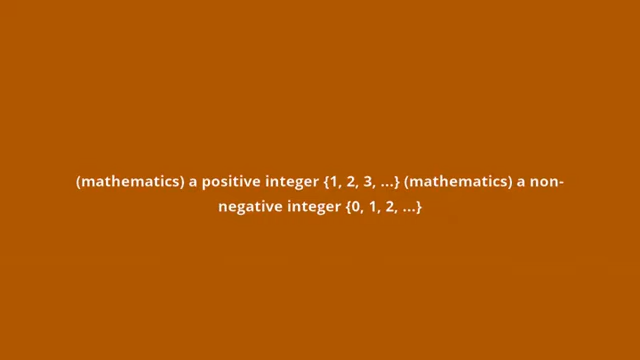 (mathematics) a positive integer {1, 2, 3, ...} (mathematics) a non-
negative integer {0, 1, 2, ...}